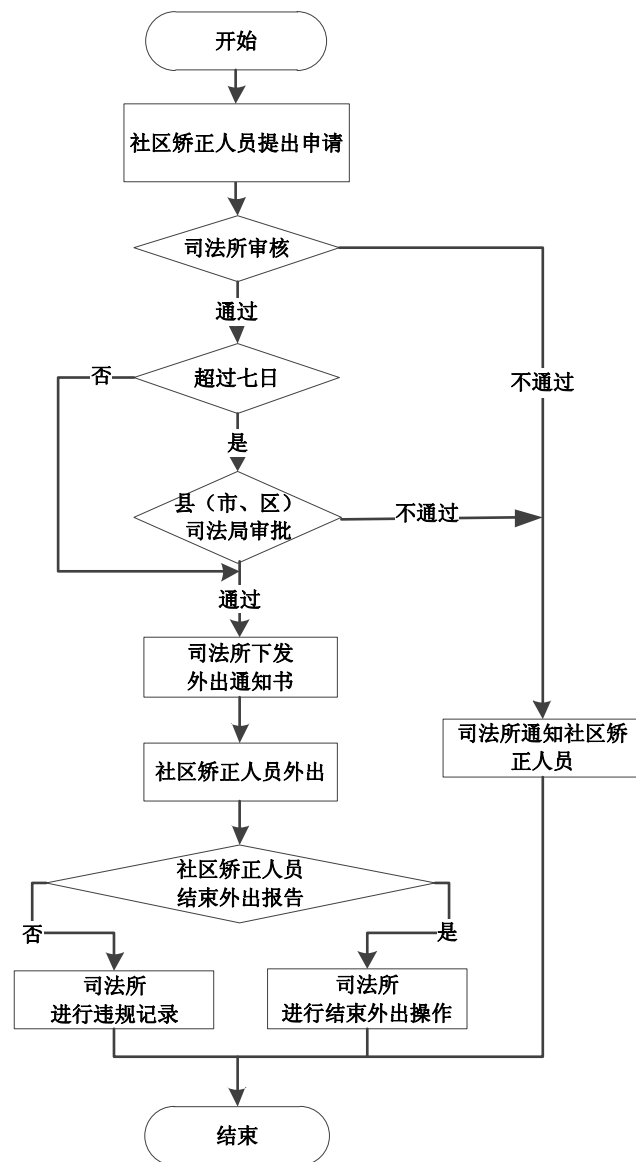 开始
社区矫正人员提出申请
司法所审核
通过
否
超过七日
不通过
是
县（市、区）
司法局审批
不通过
通过
司法所下发
外出通知书
司法所通知社区矫
正人员
社区矫正人员外出
社区矫正人员
结束外出报告
否
是
司法所
进行违规记录
司法所
进行结束外出操作
结束